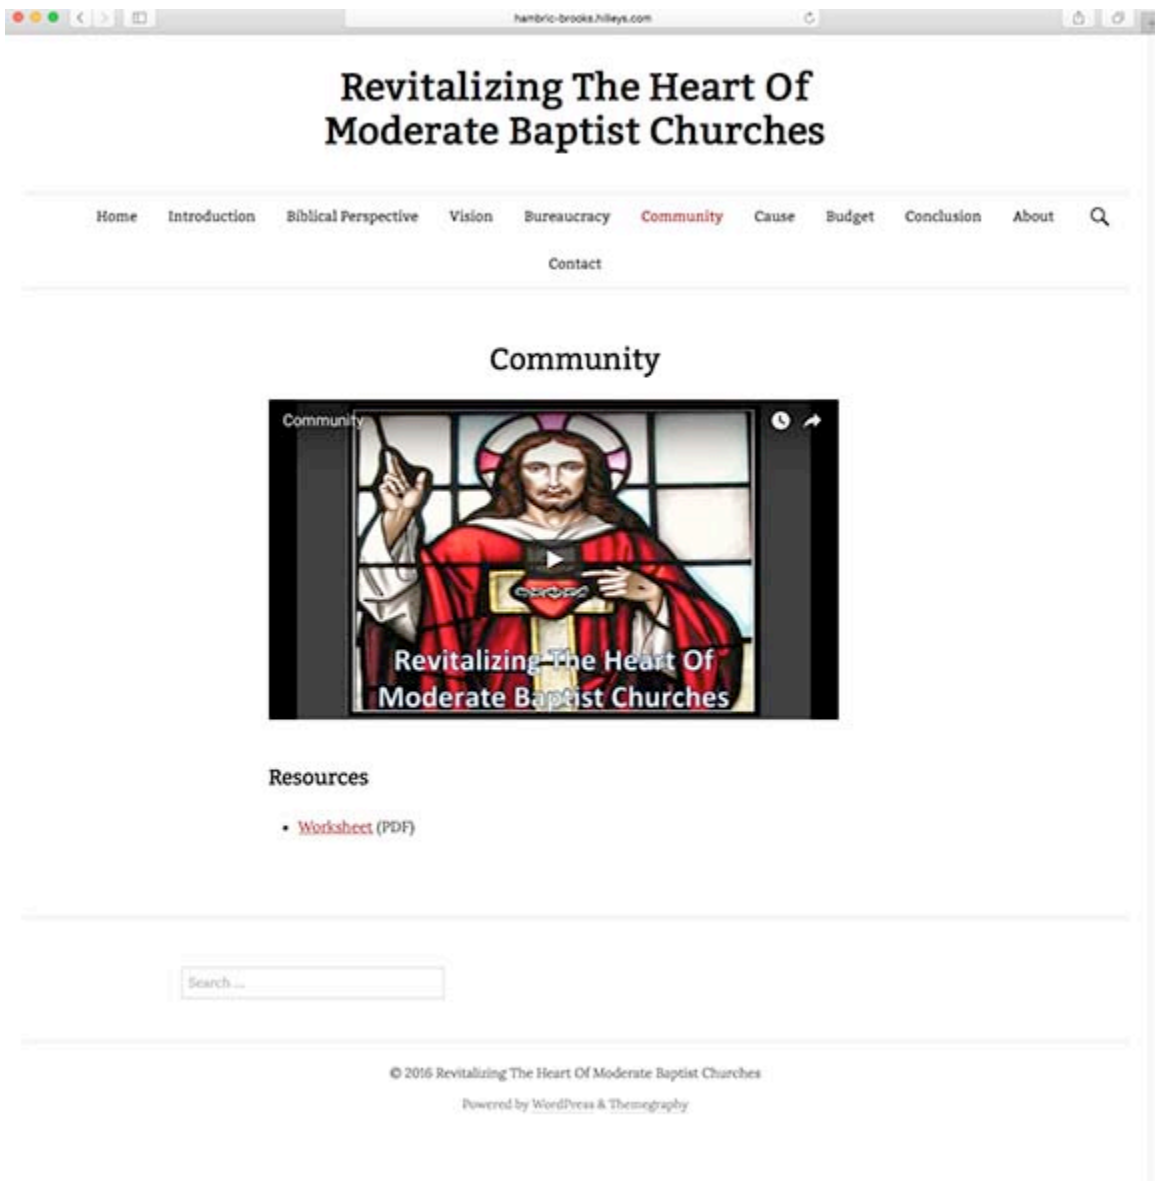 hambric-brooks.hilleys.com
Revitalizing The Heart Of
Moderate Baptist Churches
Home Introduction Biblical Perspective Vision Bureaucracy Community Cause Budget Conclusion About
Contact
Community
Community
Revitalizing The Heart Of
Moderate Baptist Churches
Resources
• Worksheet (PDF)
Search ...
© 2016 Revitalizing The Heart Of Moderate Baptist Churches
Powered by WordPress & Themegraphy